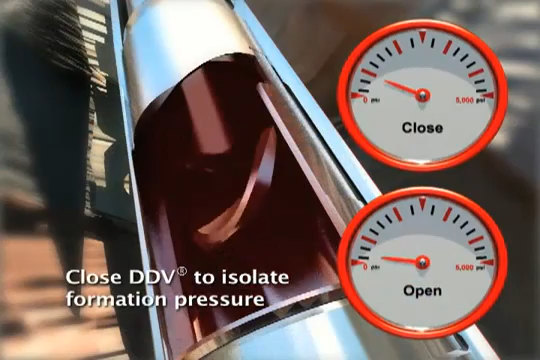 0 psi
5,000 psi
Close
0 psi
5,000 psi
Open
Close DDV® to isolate
formation pressure